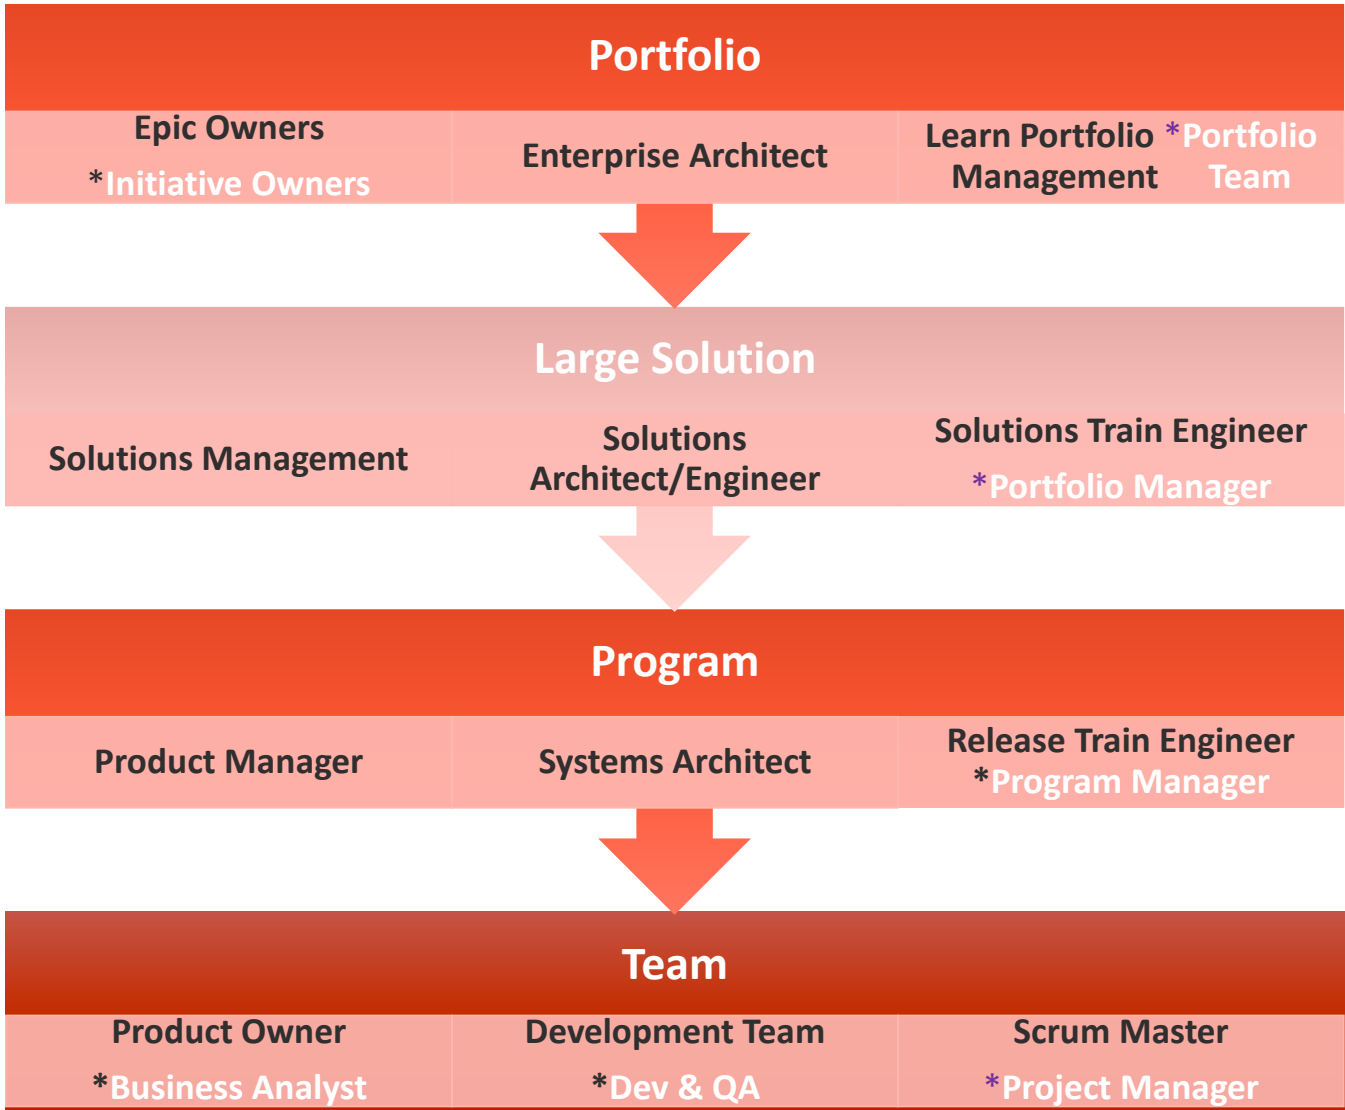 Portfolio
Epic Owners
*Initiative Owners
Enterprise Architect
Learn Portfolio *Portfolio
Management Team
Large Solution
Solutions Management
Solutions
Architect/Engineer
Solutions Train Engineer
*Portfolio Manager
Program
Product Manager
Systems Architect
Release Train Engineer
*Program Manager
Team
Product Owner
*Business Analyst
Development Team
*Dev & QA
Scrum Master
*Project Manager